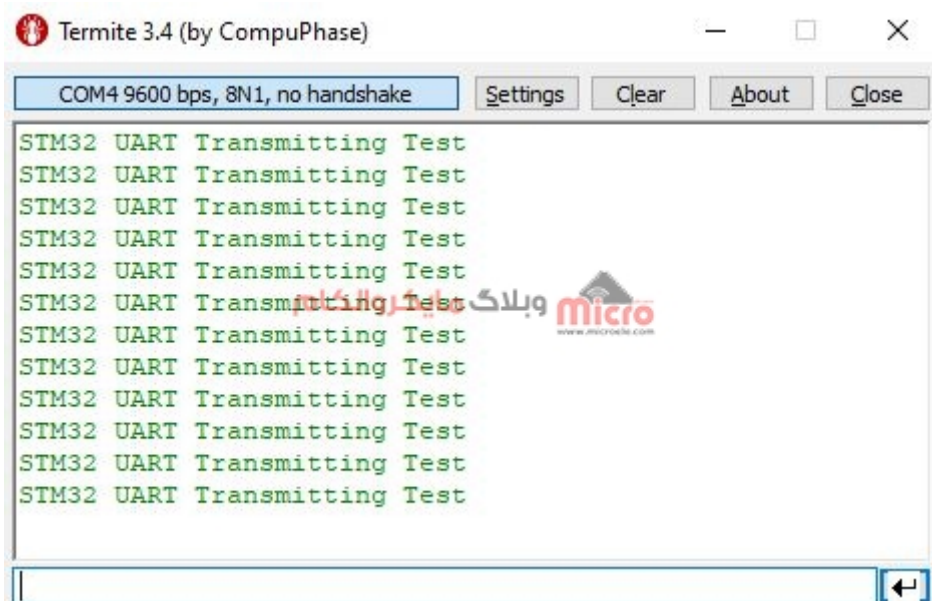 Termite 3.4 (by CompuPhase)
COM4 9600 bps, 8N1, no handshake Settings Clear About Close
STM32 UART Transmitting Test
STM32 UART Transmitting Test
STM32 UART Transmitting Test
STM32 UART Transmitting Test
STM32 UART Transmitting Test
STM32 UART Transmitting Test
وبلاگ مایکروالکام Micro
www.microele.com
STM32 UART Transmitting Test
STM32 UART Transmitting Test
STM32 UART Transmitting Test
STM32 UART Transmitting Test
STM32 UART Transmitting Test
STM32 UART Transmitting Test